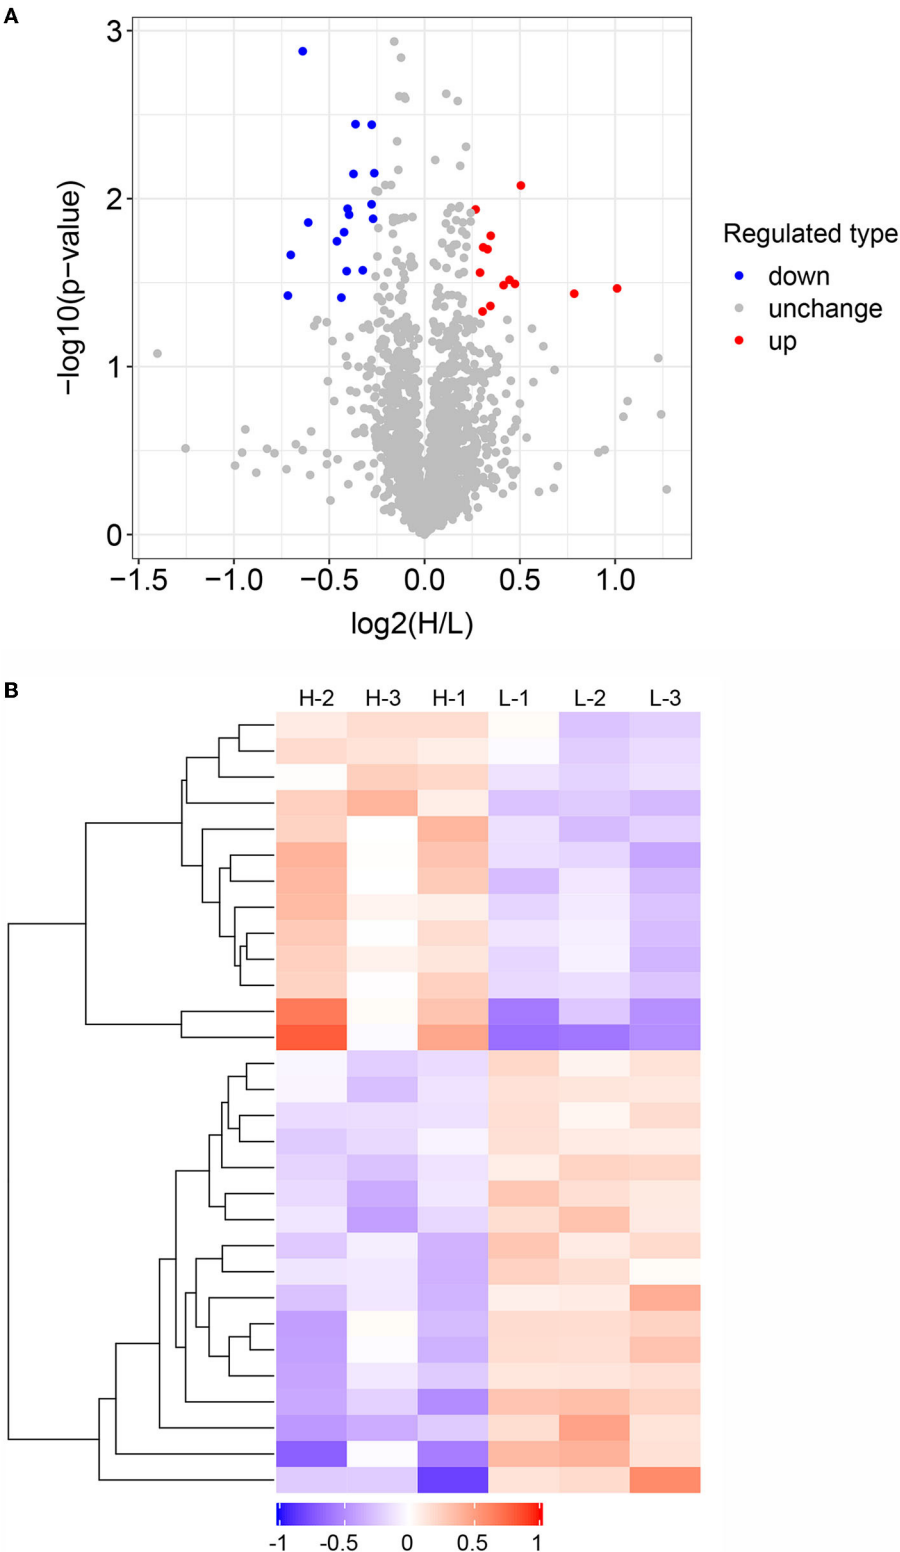 A
3
2
1
0
−log10(p−value)
−1.5 −1.0 −0.5 0.0 0.5 1.0
log2(H/L)
Regulated type
down
unchange
up
B
H-2 H-3 H-1 L-1 L-2 L-3
-1 -0.5 0 0.5 1